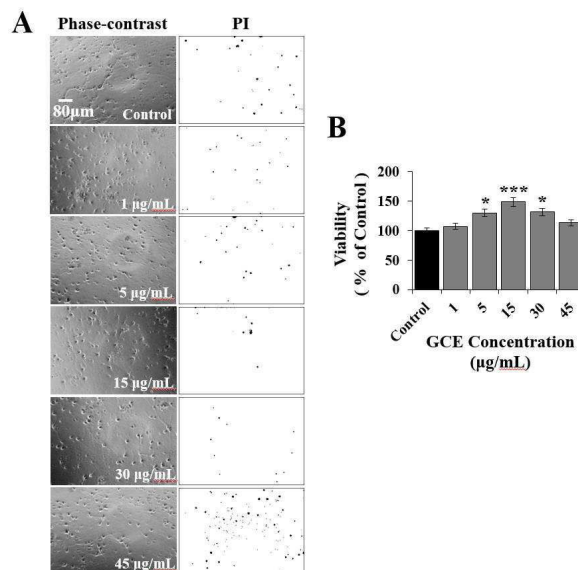 A
Phase-contrast PI
80µm
Control
1 µg/mL
5 µg/mL
15 µg/mL
30 µg/mL
45 µg/mL
B
Viability
( % of Control )
200
150
100
50
0
* *** *
Control 1 5 15 30 45
GCE Concentration
(µg/mL)